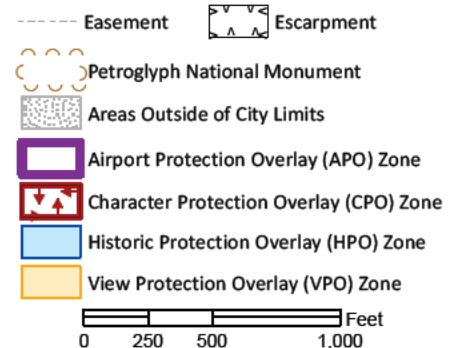 Easement Escarpment
Petroglyph National Monument
Areas Outside of City Limits
Airport Protection Overlay (APO) Zone
Character Protection Overlay (CPO) Zone
Historic Protection Overlay (HPO) Zone
View Protection Overlay (VPO) Zone
Feet
0 250 500 1,000